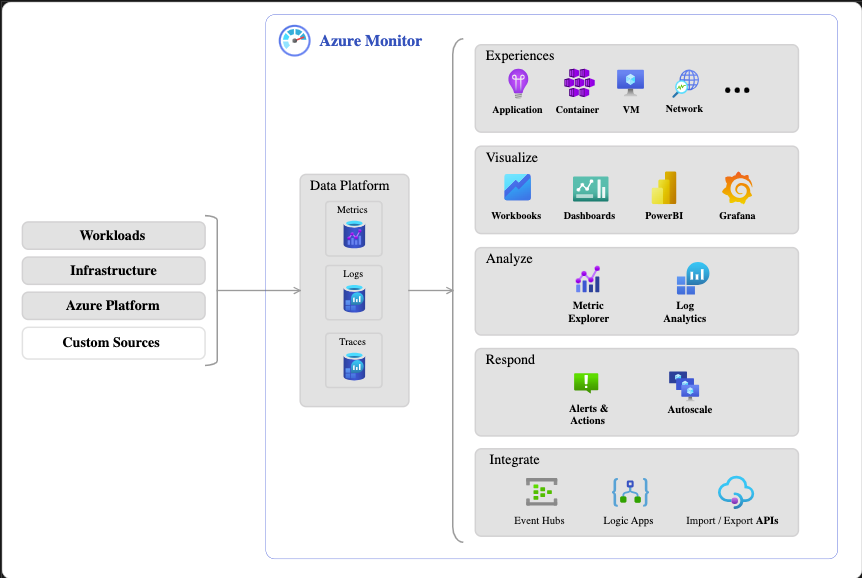 Azure Monitor
Workloads
Infrastructure
Azure Platform
Custom Sources
Data Platform
Metrics
Logs
Traces
Experiences
Application
Container
VM
Network
...
Visualize
Workbooks
Dashboards
PowerBI
Grafana
Analyze
Metric
Explorer
Log
Analytics
Respond
Alerts &
Actions
Autoscale
Integrate
Event Hubs
Logic Apps
Import / Export APIs